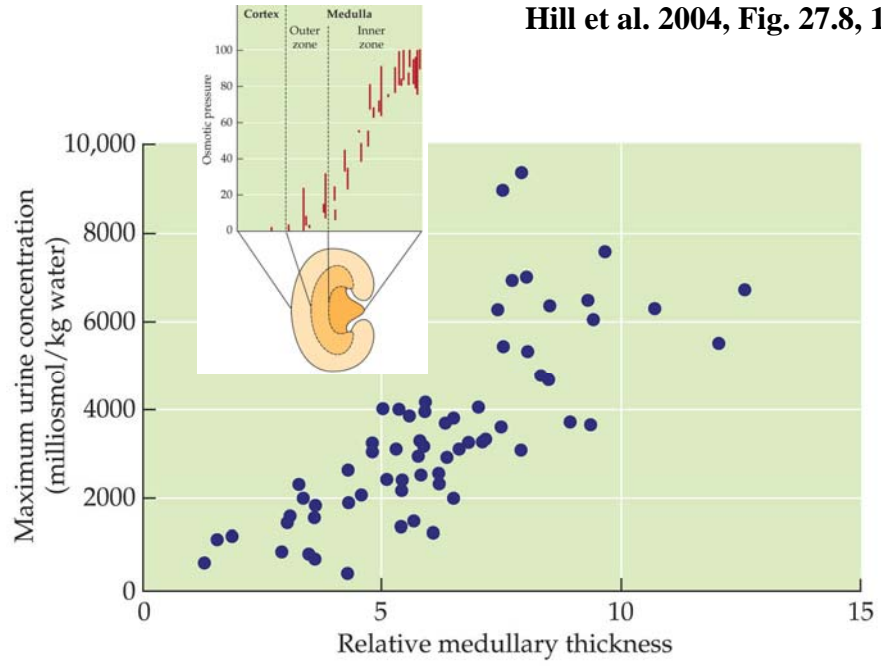 Hill et al. 2004, Fig. 27.8, 1
Cortex Medulla
Outer zone
Inner zone
Osmotic pressure
100
80
60
40
20
0
Maximum urine concentration
(milliosmol/kg water)
10,000
8000
6000
4000
2000
0
0 5 10 15
Relative medullary thickness